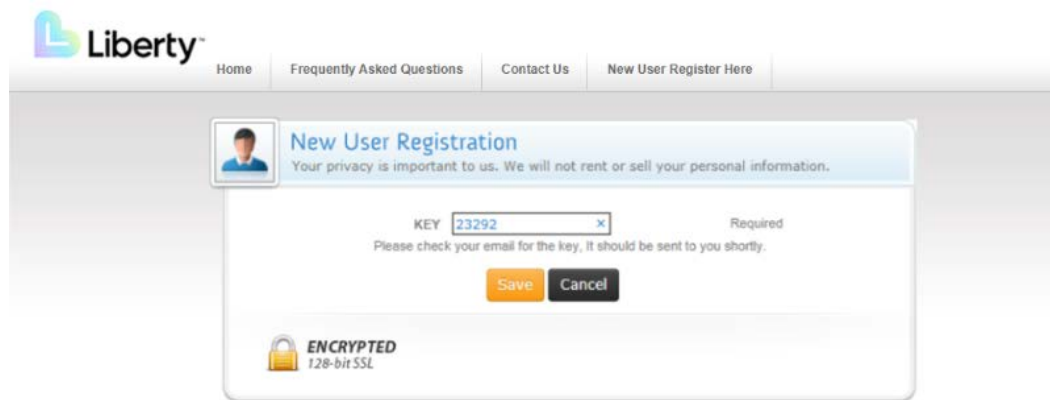 Liberty™
Home Frequently Asked Questions Contact Us New User Register Here
New User Registration
Your privacy is important to us. We will not rent or sell your personal information.
KEY 23292 × Required
Please check your email for the key, It should be sent to you shortly.
Save Cancel
ENCRYPTED
128-bit SSL